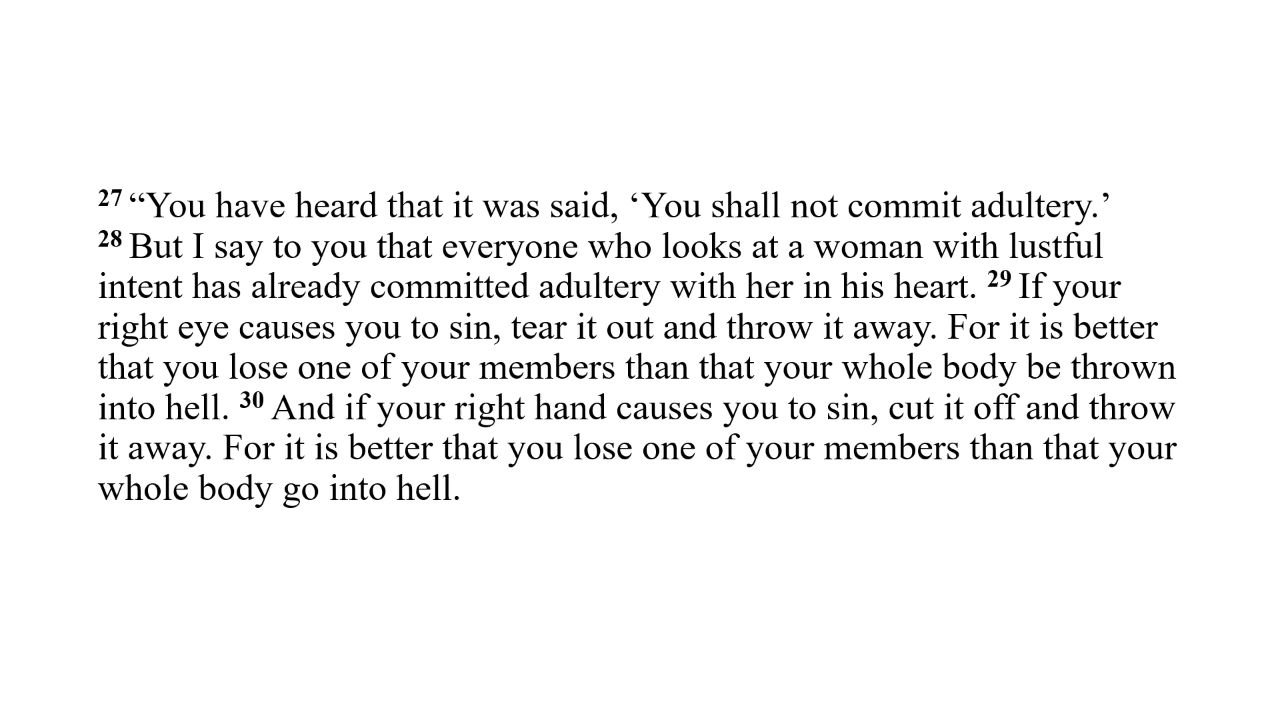 27 “You have heard that it was said, ‘You shall not commit adultery.’
28 But I say to you that everyone who looks at a woman with lustful
intent has already committed adultery with her in his heart. 29 If your
right eye causes you to sin, tear it out and throw it away. For it is better
that you lose one of your members than that your whole body be thrown
into hell. 30 And if your right hand causes you to sin, cut it off and throw
it away. For it is better that you lose one of your members than that your
whole body go into hell.